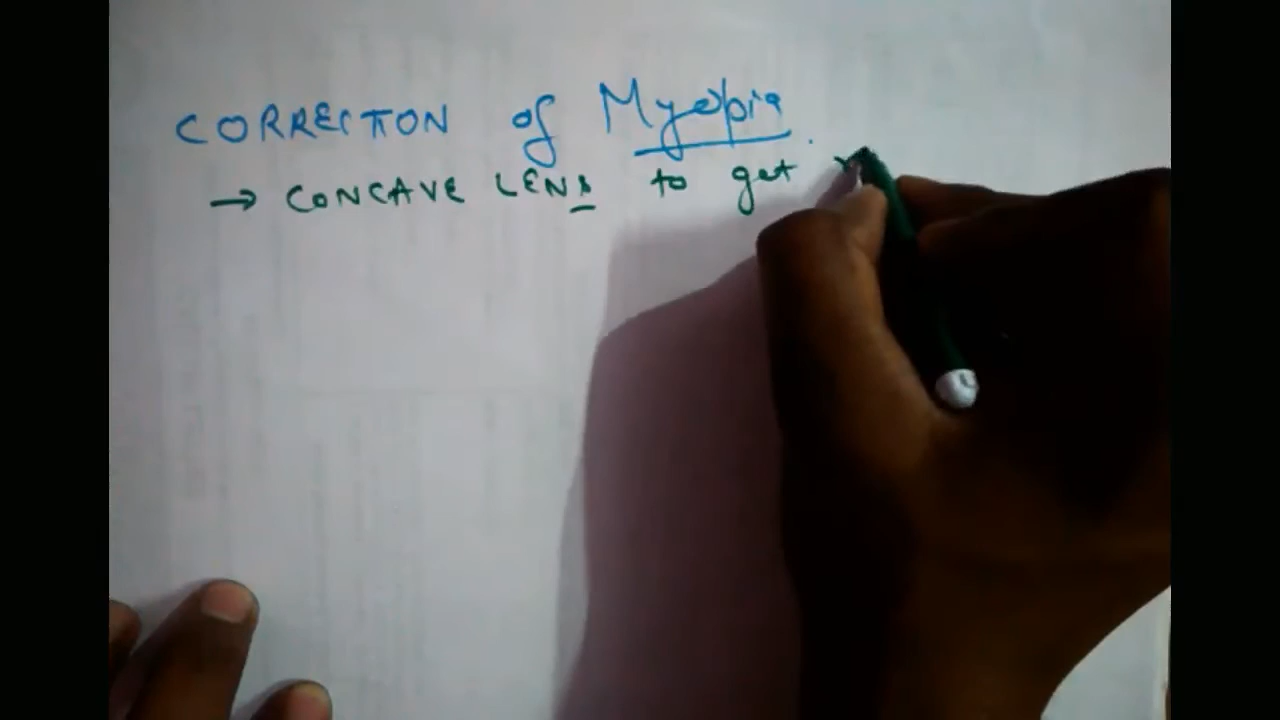 CORRECTION of Myopia.
→ CONCAVE LENS to get